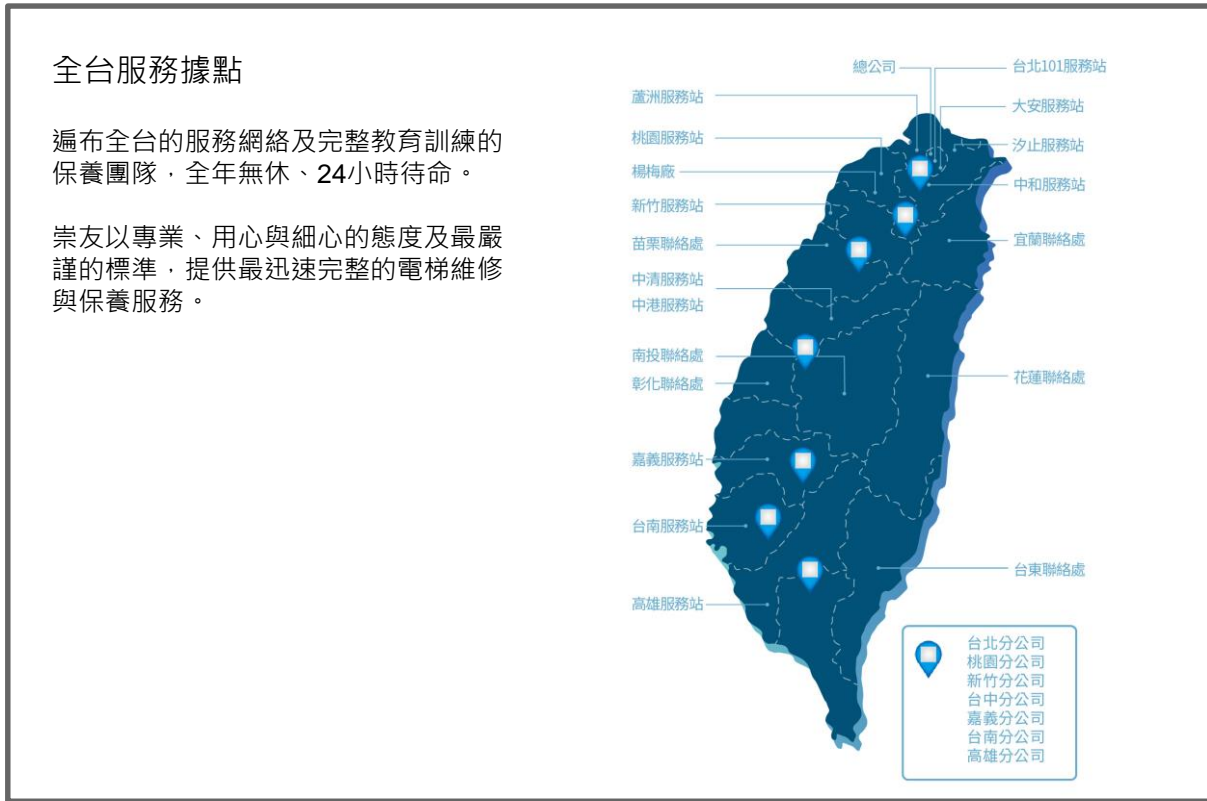 全台服務據點
遍布全台的服務網絡及完整教育訓練的
保養團隊，全年無休、24小時待命。
崇友以專業、用心與細心的態度及最嚴
謹的標準，提供最迅速完整的電梯維修
與保養服務。
總公司
台北101服務站
蘆洲服務站
大安服務站
桃園服務站
汐止服務站
楊梅廠
中和服務站
新竹服務站
苗栗聯絡處
宜蘭聯絡處
中清服務站
中港服務站
南投聯絡處
彰化聯絡處
花蓮聯絡處
嘉義服務站
台南服務站
台東聯絡處
高雄服務站
台北分公司
桃園分公司
新竹分公司
台中分公司
嘉義分公司
台南分公司
高雄分公司